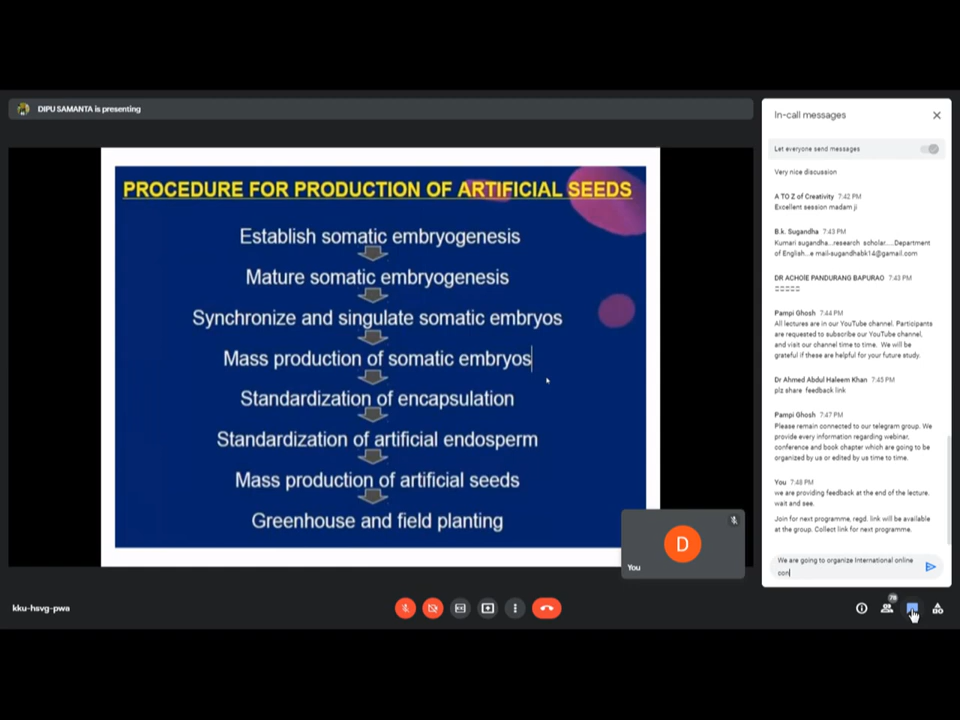 DIPU SAMANTA is presenting
PROCEDURE FOR PRODUCTION OF ARTIFICIAL SEEDS
Establish somatic embryogenesis
Mature somatic embryogenesis
Synchronize and singulate somatic embryos
Mass production of somatic embryos
Standardization of encapsulation
Standardization of artificial endosperm
Mass production of artificial seeds
Greenhouse and field planting
D
You
In-call messages
Let everyone send messages
Very nice discussion
A TO Z of Creativity 7:42 PM
Excellent session madam ji
B.k. Sugandha 7:43 PM
Kumari sugandha...research scholar.....Department
of English...e mail-sugandhabk14@gamail.com
DR ACHOlE PANDURANG BAPURAO 7:43 PM
Pampi Ghosh 7:44 PM
All lectures are in our YouTube channel. Participants
are requested to subscribe our YouTube channel,
and visit our channel time to time. We will be
grateful if these are helpful for your future study.
Dr Ahmed Abdul Haleem Khan 7:45 PM
plz share feedback link
Pampi Ghosh 7:47 PM
Please remain connected to our telegram group. We
provide every information regarding webinar,
conference and book chapter which are going to be
organized by us or edited by us time to time.
You 7:48 PM
we are providing feedback at the end of the lecture.
wait and see.
Join for next programme, regd. link will be available
at the group. Collect link for next programme.
We are going to organize International online
con
kku-hsvg-pwa
78